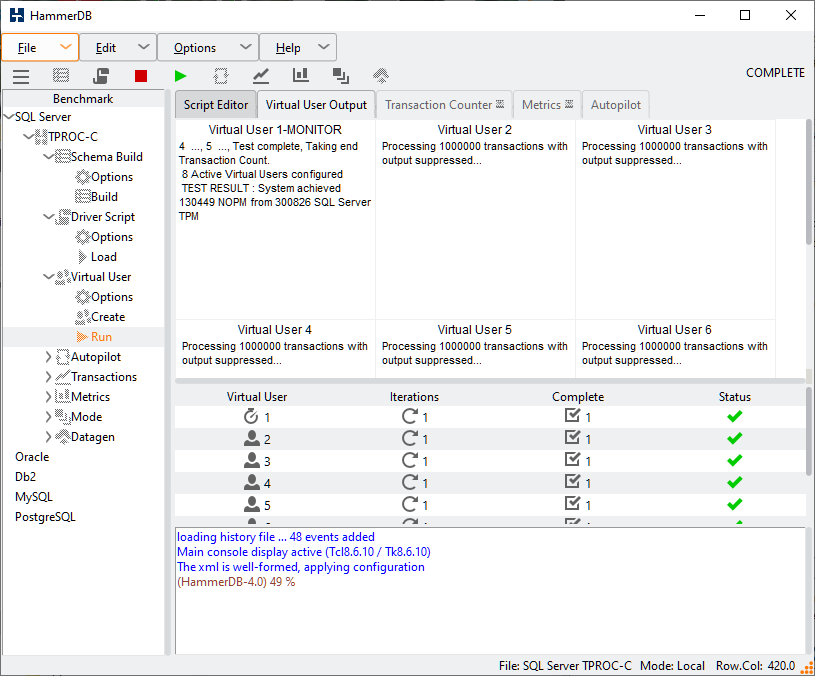 HammerDB
File Edit Options Help
COMPLETE
Benchmark
SQL Server
TPROC-C
Schema Build
Options
Build
Driver Script
Options
Load
Virtual User
Options
Create
Run
Autopilot
Transactions
Metrics
Mode
Datagen
Oracle
Db2
MySQL
PostgreSQL
Script Editor Virtual User Output Transaction Counter Metrics Autopilot
Virtual User 1-MONITOR
4 ..., 5 ..., Test complete, Taking end
Transaction Count.
8 Active Virtual Users configured
TEST RESULT : System achieved
130449 NOPM from 300826 SQL Server
TPM
Virtual User 2
Processing 1000000 transactions with
output suppressed...
Virtual User 3
Processing 1000000 transactions with
output suppressed...
Virtual User 4
Processing 1000000 transactions with
output suppressed...
Virtual User 5
Processing 1000000 transactions with
output suppressed...
Virtual User 6
Processing 1000000 transactions with
output suppressed...
Virtual User Iterations Complete Status
1 1 1
2 1 1
3 1 1
4 1 1
5 1 1
loading history file ... 48 events added
Main console display active (Tcl8.6.10 / Tk8.6.10)
The xml is well-formed, applying configuration
(HammerDB-4.0) 49 %
File: SQL Server TPROC-C Mode: Local Row.Col: 420.0